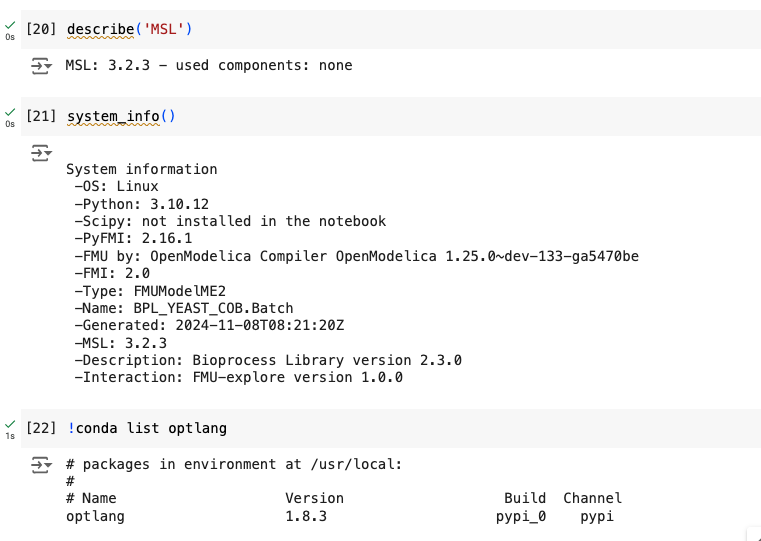 [20] describe('MSL')
0s
MSL: 3.2.3 – used components: none
[21] system_info()
0s
System information
–OS: Linux
–Python: 3.10.12
–Scipy: not installed in the notebook
–PyFMI: 2.16.1
–FMU by: OpenModelica Compiler OpenModelica 1.25.0~dev-133-ga5470be
–FMI: 2.0
–Type: FMUModelME2
–Name: BPL_YEAST_COB.Batch
–Generated: 2024-11-08T08:21:20Z
–MSL: 3.2.3
–Description: Bioprocess Library version 2.3.0
–Interaction: FMU-explore version 1.0.0
[22] !conda list optlang
1s
# packages in environment at /usr/local:
#
# Name Version Build Channel
optlang 1.8.3 pypi_0 pypi